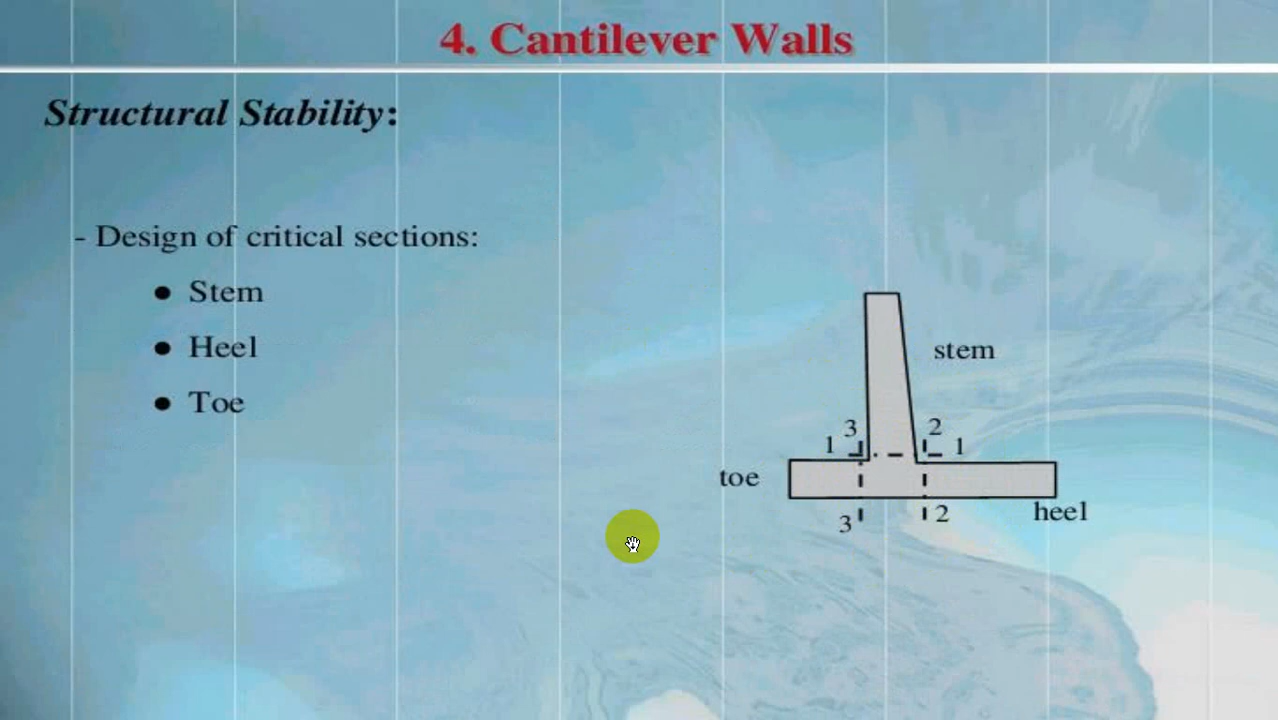 4. Cantilever Walls
Structural Stability:
- Design of critical sections:
● Stem
● Heel
● Toe
stem
3 2
1 1
toe
heel
3 2